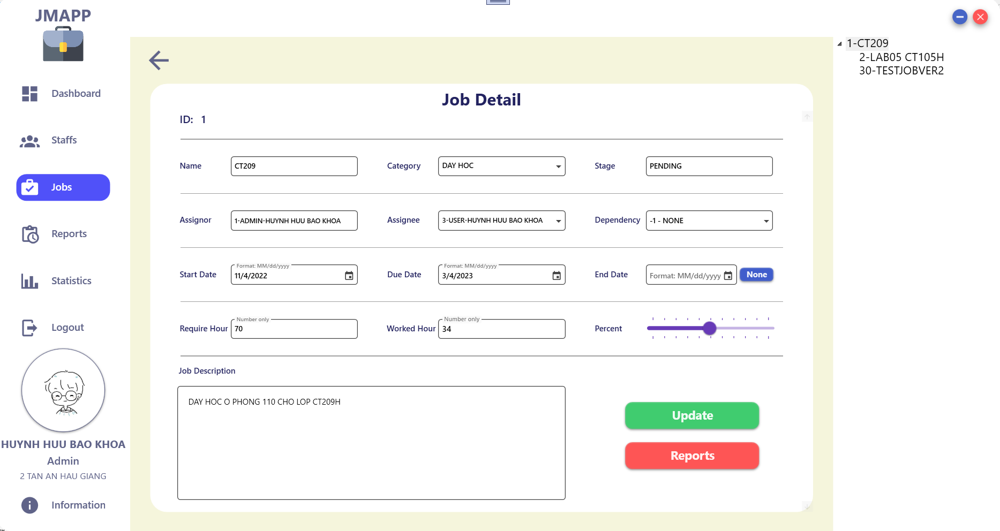 JMAPP
Dashboard
Staffs
Jobs
Reports
Statistics
Logout
HUYNH HUU BAO KHOA
Admin
2 TAN AN HAU GIANG
Information
Job Detail
ID: 1
Name CT209 Category DAY HOC Stage PENDING
Assignor 1-ADMIN-HUYNH HUU BAO KHOA Assignee 3-USER-HUYNH HUU BAO KHOA Dependency -1 - NONE
Format: MM/dd/yyyy Format: MM/dd/yyyy
Start Date 11/4/2022 Due Date 3/4/2023 End Date Format: MM/dd/yyyy None
Number only Number only
Require Hour 70 Worked Hour 34 Percent
Job Description
DAY HOC O PHONG 110 CHO LOP CT209H
Update
Reports
1-CT209
2-LAB05 CT105H
30-TESTJOBVER2